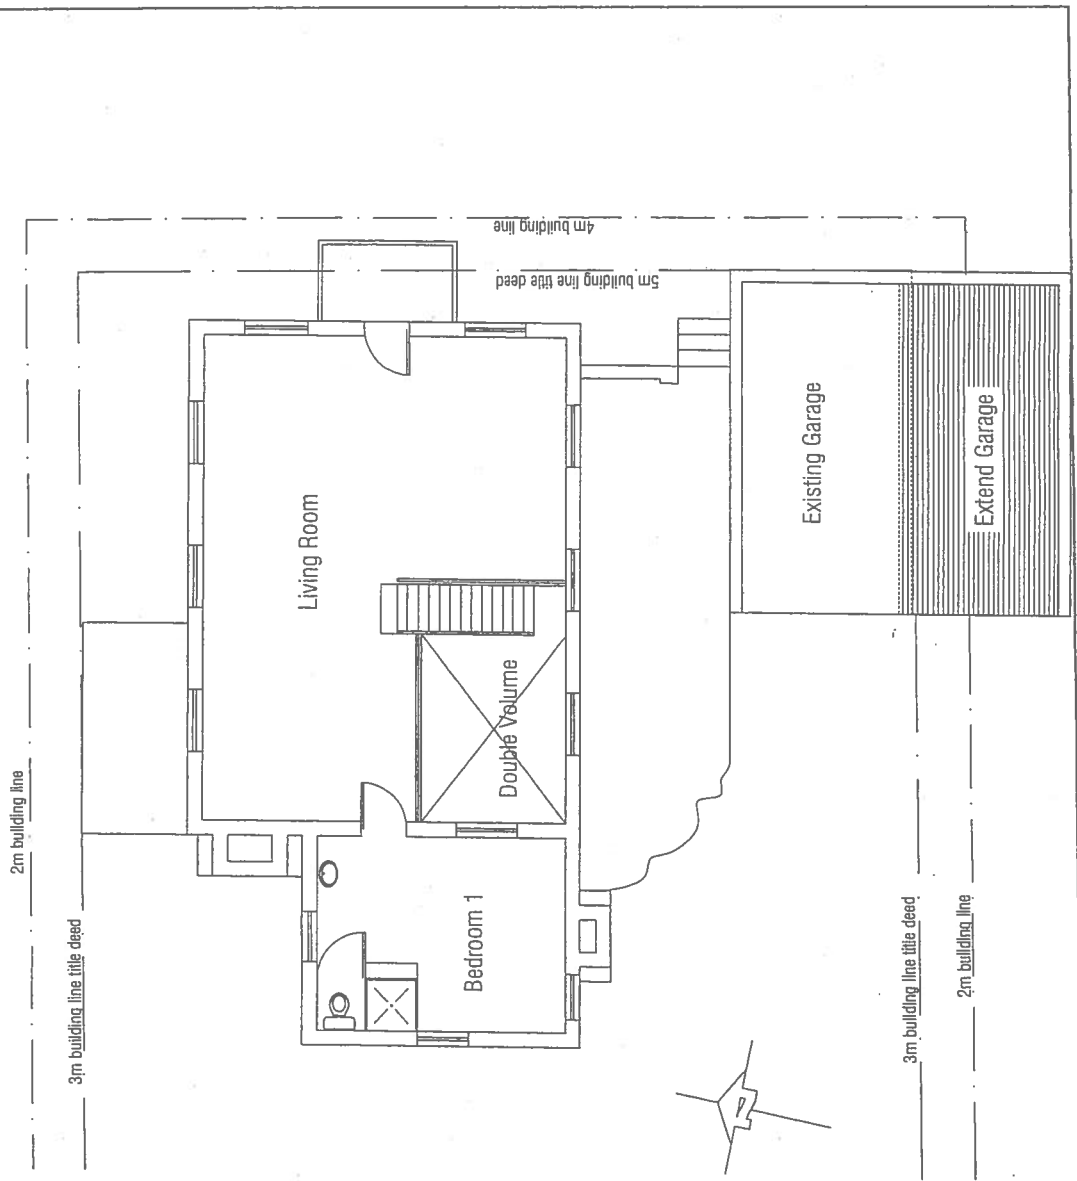 4m building line
5m building line title deed
2m building line
3m building line title deed
Living Room
Double Volume
Bedroom 1
Existing Garage
Extend Garage
3m building line title deed
2m building line
N